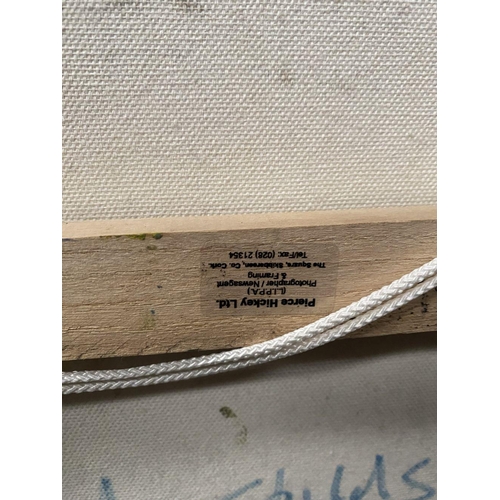 Pierce Hickey Ltd.
(L.I.P.P.A.)
Photographer / Newsagent
& Framing
The Square, Skibbereen, Co. Cork.
Tel/Fax: (028) 21354